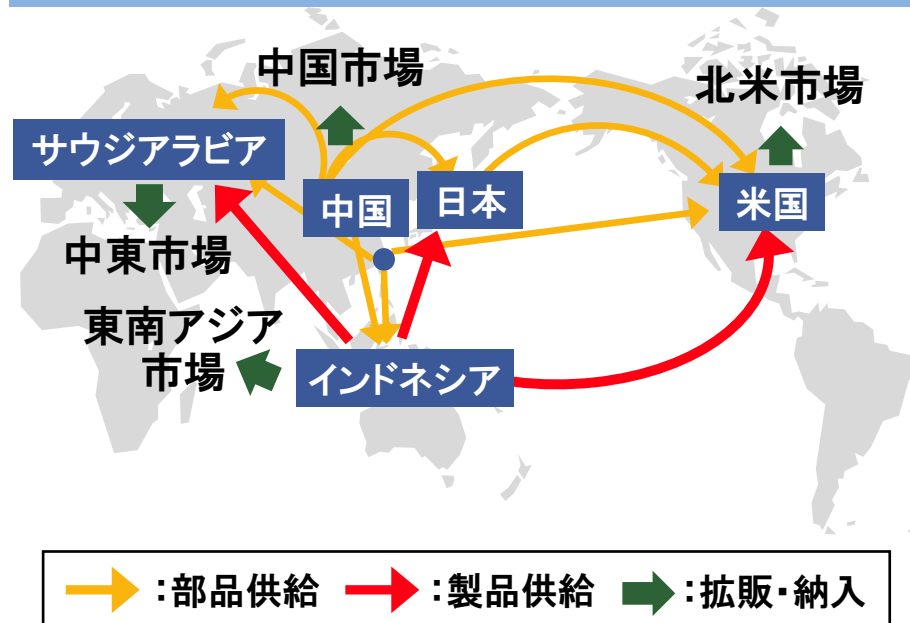 中国市場
北米市場
サウジアラビア
中国
日本
米国
中東市場
東南アジア
市場
インドネシア
:部品供給
:製品供給
:拡販・納入